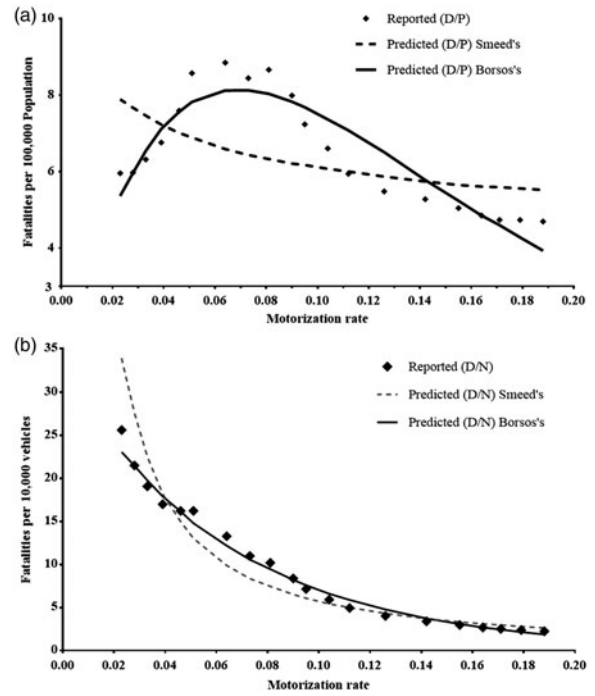 (a)
10
8
6
4
3
Fatalities per 100,000 Population
Reported (D/P)
Predicted (D/P) Smeed's
Predicted (D/P) Borsos's
0.00 0.02 0.04 0.06 0.08 0.10 0.12 0.14 0.16 0.18 0.20
Motorization rate
(b)
35
30
25
20
15
10
5
0
Fatalities per 10,000 vehicles
Reported (D/N)
Predicted (D/N) Smeed's
Predicted (D/N) Borsos's
0.00 0.02 0.04 0.06 0.08 0.10 0.12 0.14 0.16 0.18 0.20
Motorization rate